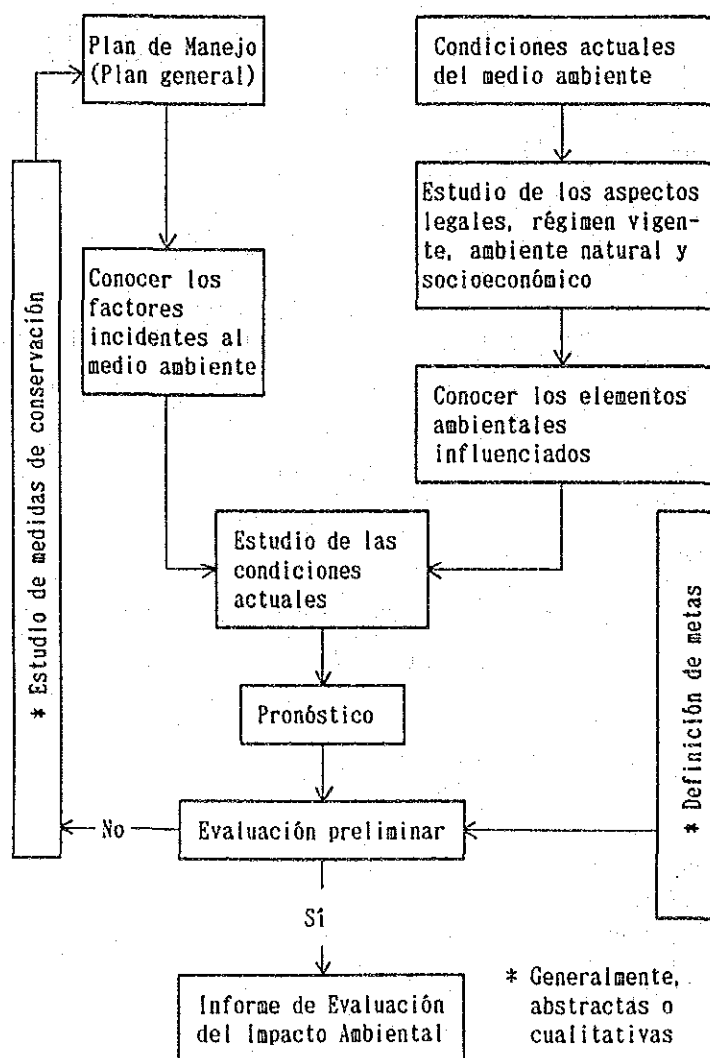 Plan de Manejo
(Plan general)
Condiciones actuales
del medio ambiente
Estudio de los aspectos
legales, régimen vigen-
te, ambiente natural y
socioeconómico
Conocer los
factores
incidentes al
medio ambiente
Conocer los elementos
ambientales
influenciados
* Estudio de medidas de conservación
Estudio de las
condiciones
actuales
* Definición de metas
Pronóstico
Evaluación preliminar
No
Sí
Informe de Evaluación
del Impacto Ambiental
* Generalmente,
abstractas o
cualitativas